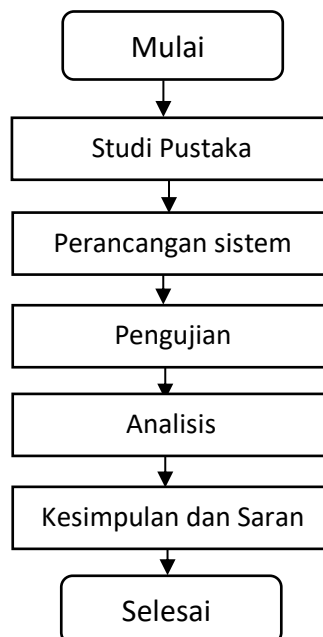 Mulai
Studi Pustaka
Perancangan sistem
Pengujian
Analisis
Kesimpulan dan Saran
Selesai